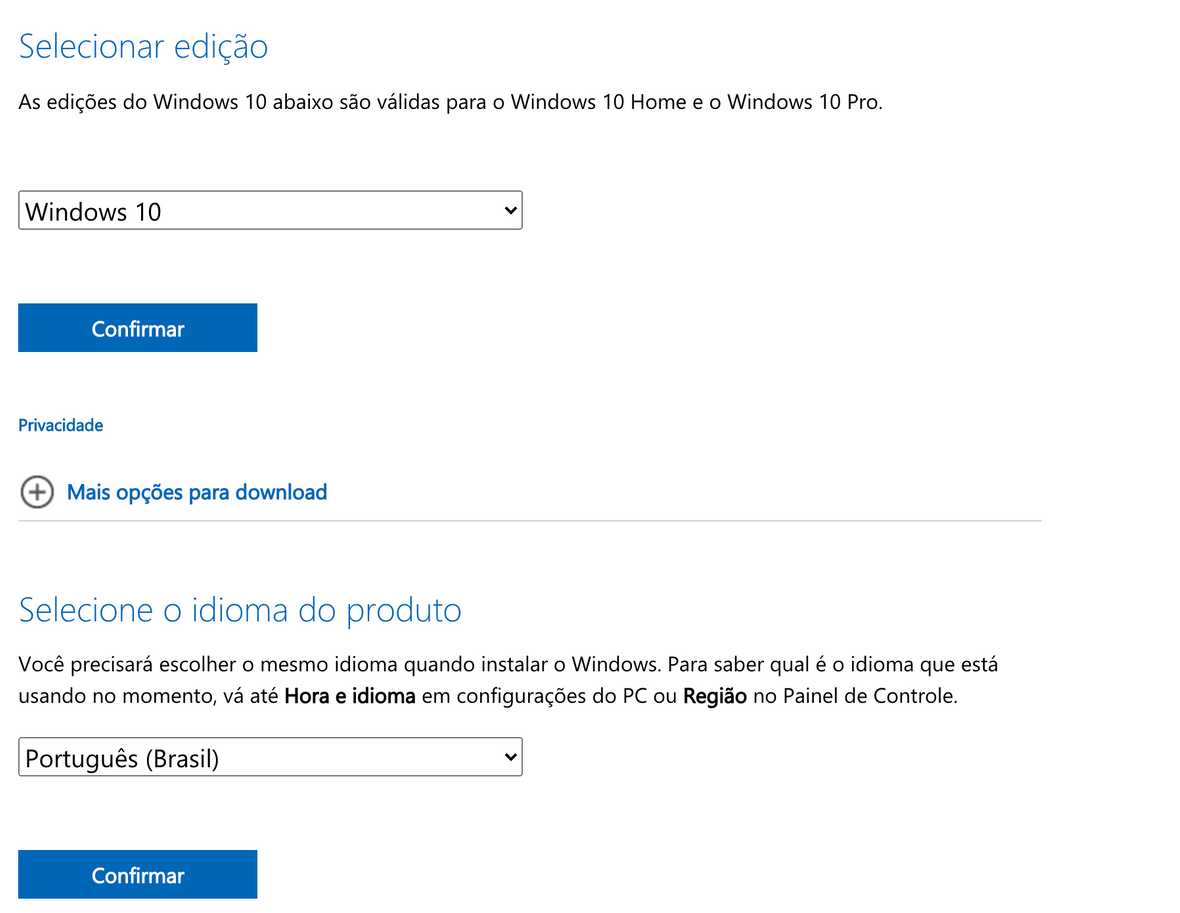 Selecionar edição
As edições do Windows 10 abaixo são válidas para o Windows 10 Home e o Windows 10 Pro.
Windows 10
Confirmar
Privacidade
Mais opções para download
Selecione o idioma do produto
Você precisará escolher o mesmo idioma quando instalar o Windows. Para saber qual é o idioma que está
usando no momento, vá até Hora e idioma em configurações do PC ou Região no Painel de Controle.
Português (Brasil)
Confirmar